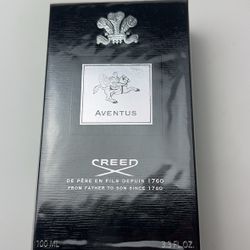 AVENTUS
CREED
DE PÈRE EN FILS DEPUIS 1760
FROM FATHER TO SON SINCE 1760
100 ML 3.3 FL.OZ.